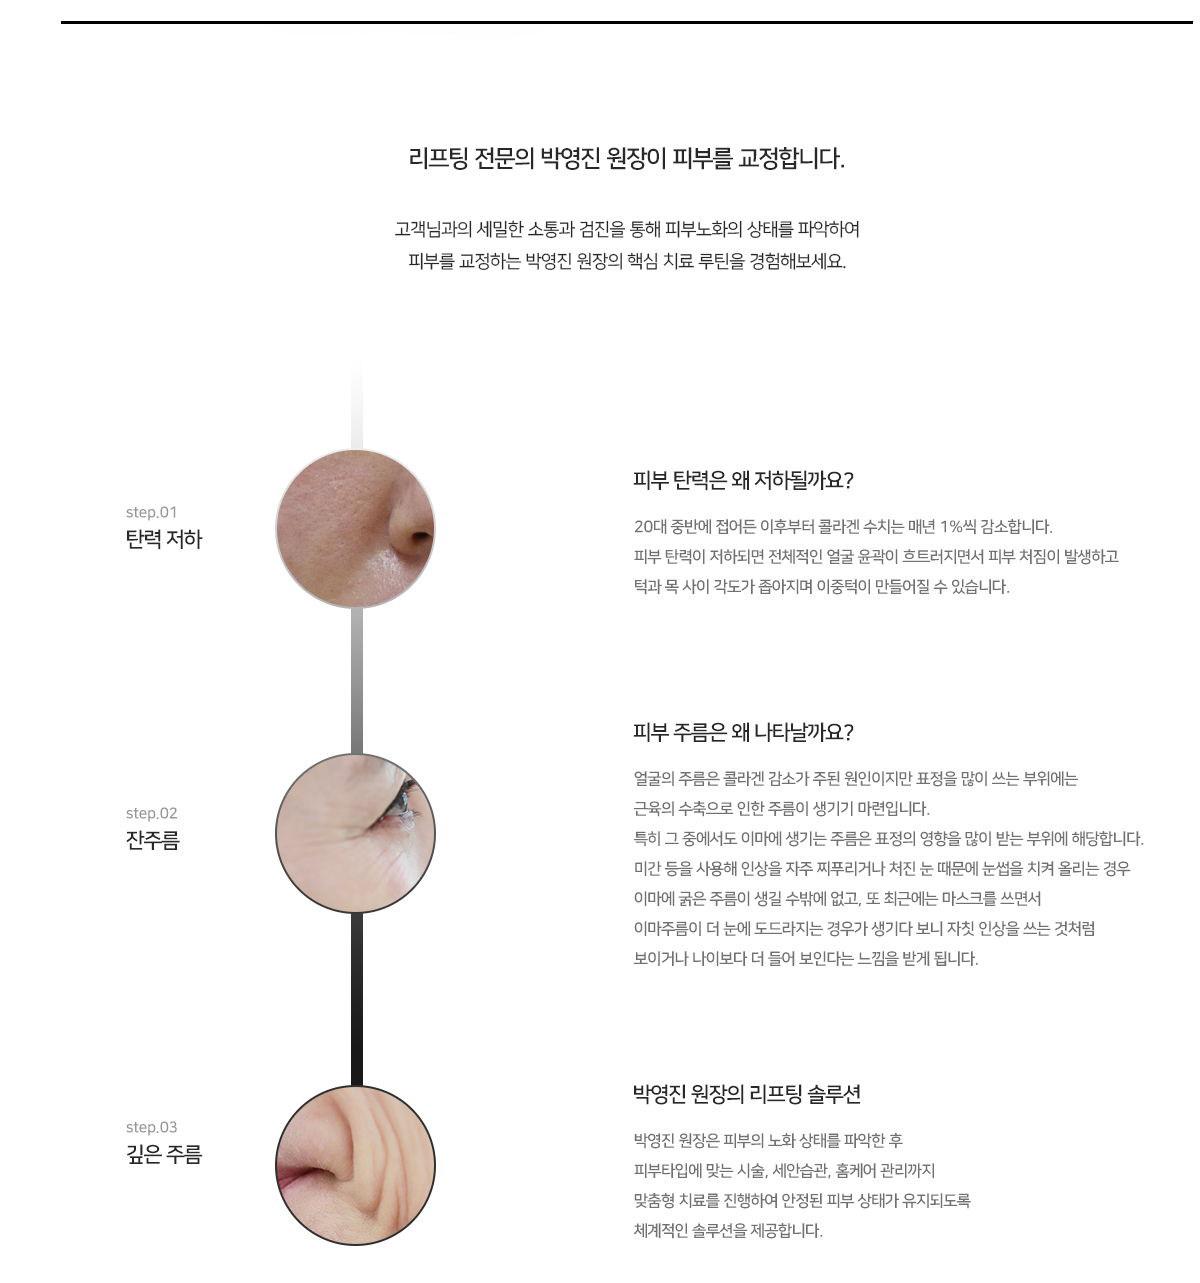 리프팅 전문의 박영진 원장이 피부를 교정합니다.
고객님과의 세밀한 소통과 검진을 통해 피부노화의 상태를 파악하여
피부를 교정하는 박영진 원장의 핵심 치료 루틴을 경험해보세요.
step.01
탄력 저하
피부 탄력은 왜 저하될까요?
20대 중반에 접어든 이후부터 콜라겐 수치는 매년 1%씩 감소합니다.
피부 탄력이 저하되면 전체적인 얼굴 윤곽이 흐트러지면서 피부 처짐이 발생하고
턱과 목 사이 각도가 좁아지며 이중턱이 만들어질 수 있습니다.
step.02
잔주름
피부 주름은 왜 나타날까요?
얼굴의 주름은 콜라겐 감소가 주된 원인이지만 표정을 많이 쓰는 부위에는
근육의 수축으로 인한 주름이 생기기 마련입니다.
특히 그 중에서도 이마에 생기는 주름은 표정의 영향을 많이 받는 부위에 해당합니다.
미간 등을 사용해 인상을 자주 찌푸리거나 처진 눈 때문에 눈썹을 치켜 올리는 경우
이마에 굵은 주름이 생길 수밖에 없고, 또 최근에는 마스크를 쓰면서
이마주름이 더 눈에 도드라지는 경우가 생기다 보니 자칫 인상을 쓰는 것처럼
보이거나 나이보다 더 들어 보인다는 느낌을 받게 됩니다.
step.03
깊은 주름
박영진 원장의 리프팅 솔루션
박영진 원장은 피부의 노화 상태를 파악한 후
피부타입에 맞는 시술, 세안습관, 홈케어 관리까지
맞춤형 치료를 진행하여 안정된 피부 상태가 유지되도록
체계적인 솔루션을 제공합니다.